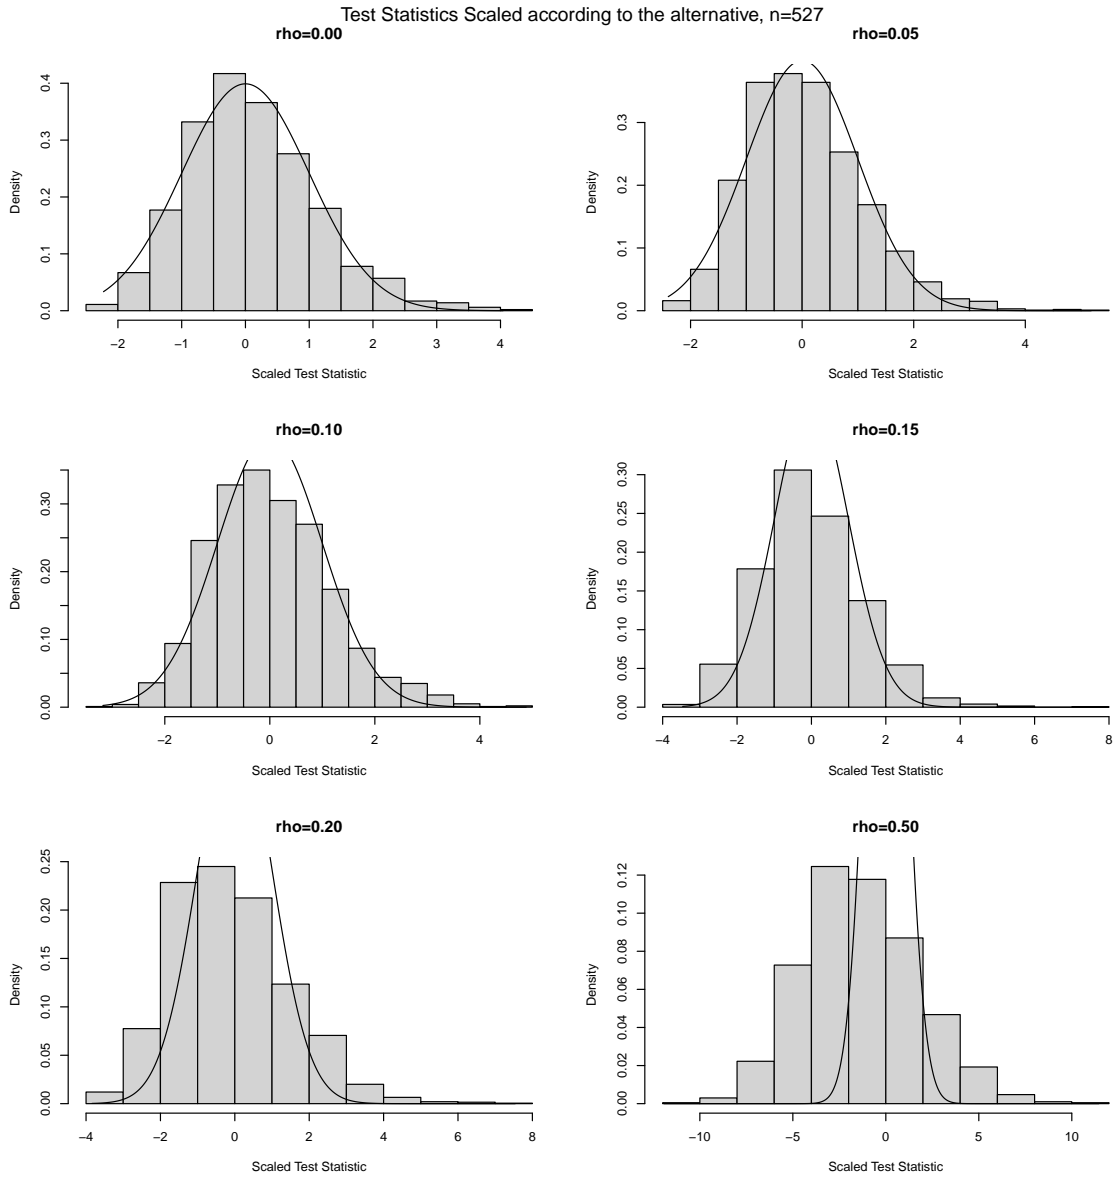 Test Statistics Scaled according to the alternative, n=527
rho=0.00
Density
0.0 0.1 0.2 0.3 0.4
−2 −1 0 1 2 3 4
Scaled Test Statistic
rho=0.05
Density
0.0 0.1 0.2 0.3
−2 0 2 4
Scaled Test Statistic
rho=0.10
Density
0.00 0.10 0.20 0.30
−2 0 2 4
Scaled Test Statistic
rho=0.15
Density
0.00 0.05 0.10 0.15 0.20 0.25 0.30
−4 −2 0 2 4 6 8
Scaled Test Statistic
rho=0.20
Density
0.00 0.05 0.10 0.15 0.20 0.25
−4 −2 0 2 4 6 8
Scaled Test Statistic
rho=0.50
Density
0.00 0.02 0.04 0.06 0.08 0.10 0.12
−10 −5 0 5 10
Scaled Test Statistic